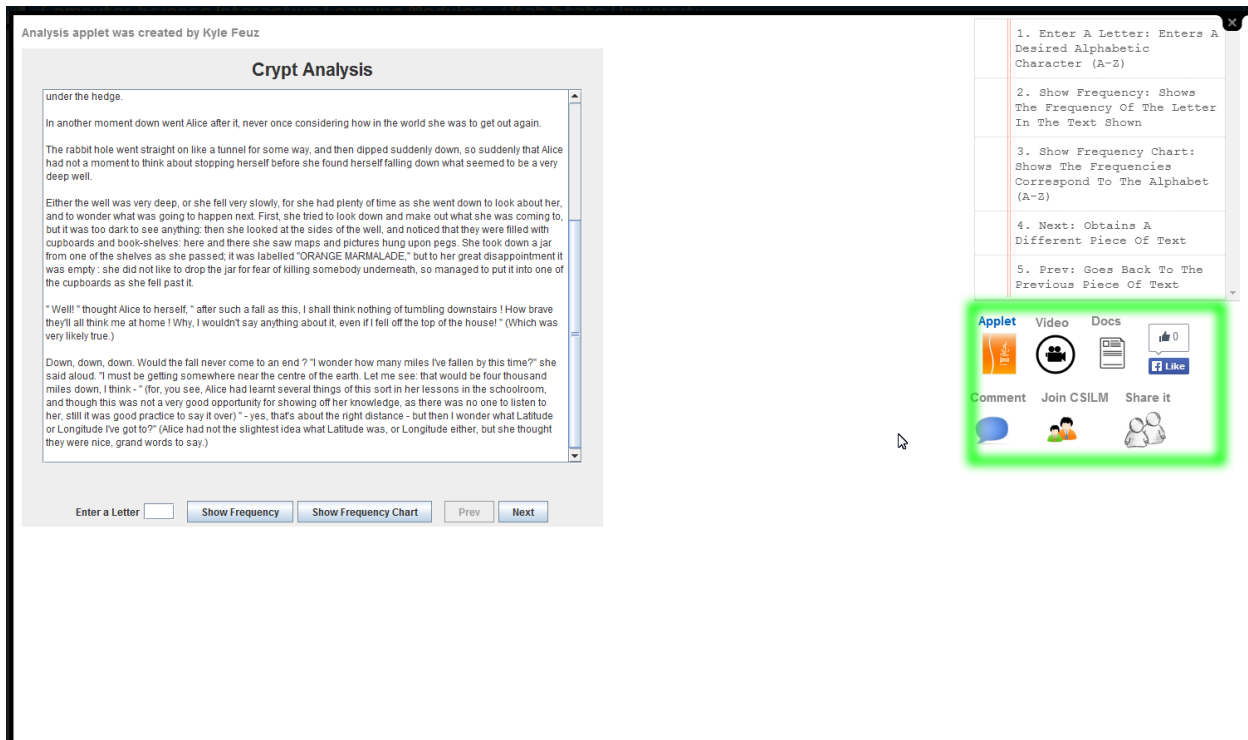 Analysis applet was created by Kyle Feuz
Crypt Analysis
under the hedge.
In another moment down went Alice after it, never once considering how in the world she was to get out again.
The rabbit hole went straight on like a tunnel for some way, and then dipped suddenly down, so suddenly that Alice
had not a moment to think about stopping herself before she found herself falling down what seemed to be a very
deep well.
Either the well was very deep, or she fell very slowly, for she had plenty of time as she went down to look about her,
and to wonder what was going to happen next. First, she tried to look down and make out what she was coming to,
but it was too dark to see anything: then she looked at the sides of the well, and noticed that they were filled with
cupboards and book-shelves: here and there she saw maps and pictures hung upon pegs. She took down a jar
from one of the shelves as she passed; it was labelled "ORANGE MARMALADE," but to her great disappointment it
was empty : she did not like to drop the jar for fear of killing somebody underneath, so managed to put it into one of
the cupboards as she fell past it.
" Well! " thought Alice to herself, " after such a fall as this, I shall think nothing of tumbling downstairs ! How brave
they'll all think me at home ! Why, I wouldn't say anything about it, even if I fell off the top of the house! " (Which was
very likely true.)
Down, down, down. Would the fall never come to an end ? "I wonder how many miles I've fallen by this time?" she
said aloud. "I must be getting somewhere near the centre of the earth. Let me see: that would be four thousand
miles down, I think - " (for, you see, Alice had learnt several things of this sort in her lessons in the schoolroom,
and though this was not a very good opportunity for showing off her knowledge, as there was no one to listen to
her, still it was good practice to say it over) " - yes, that's about the right distance - but then I wonder what Latitude
or Longitude I've got to?" (Alice had not the slightest idea what Latitude was, or Longitude either, but she thought
they were nice, grand words to say.)
Enter a Letter
Show Frequency
Show Frequency Chart
Prev
Next
1. Enter A Letter: Enters A
Desired Alphabetic
Character (A-Z)
2. Show Frequency: Shows
The Frequency Of The Letter
In The Text Shown
3. Show Frequency Chart:
Shows The Frequencies
Correspond To The Alphabet
(A-Z)
4. Next: Obtains A
Different Piece Of Text
5. Prev: Goes Back To The
Previous Piece Of Text
Applet
Video
Docs
0
Like
Comment
Join CSILM
Share it